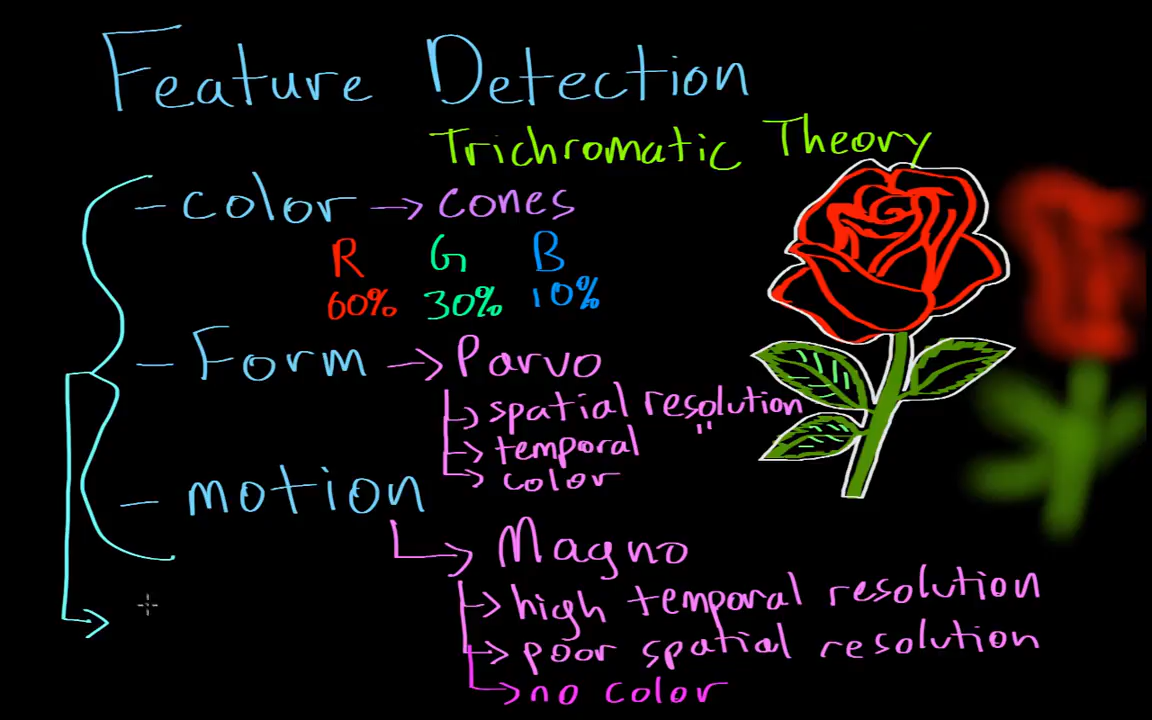 Feature Detection
Trichromatic Theory
- color → cones
R G B
60% 30% 10%
- Form → Parvo
→ spatial resolution
→ temporal "
→ color
- motion
→ Magno
→ high temporal resolution
→ poor spatial resolution
→ no color